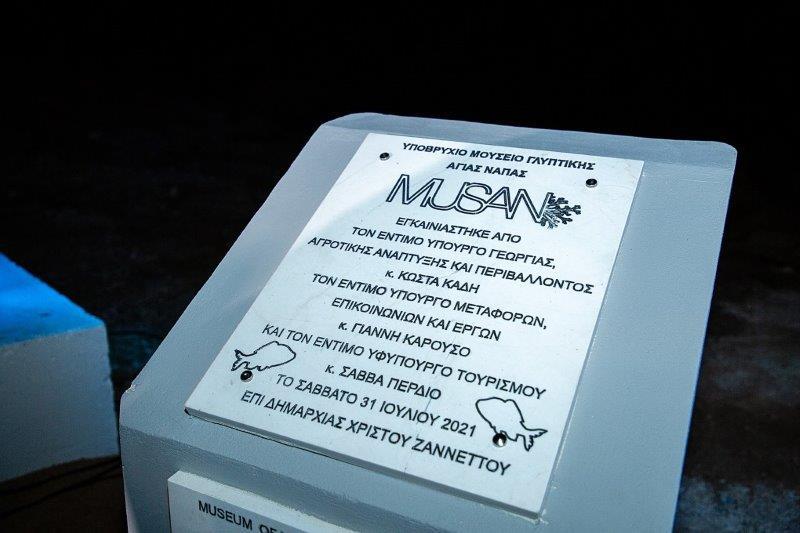 ΥΠΟΒΡΥΧΙΟ ΜΟΥΣΕΙΟ ΓΛΥΠΤΙΚΗΣ
ΑΓΙΑΣ ΝΑΠΑΣ
MUSAN
ΕΓΚΑΙΝΙΑΣΤΗΚΕ ΑΠΟ
ΤΟΝ ΕΝΤΙΜΟ ΥΠΟΥΡΓΟ ΓΕΩΡΓΙΑΣ,
ΑΓΡΟΤΙΚΗΣ ΑΝΑΠΤΥΞΗΣ ΚΑΙ ΠΕΡΙΒΑΛΛΟΝΤΟΣ
κ. ΚΩΣΤΑ ΚΑΔΗ
ΤΟΝ ΕΝΤΙΜΟ ΥΠΟΥΡΓΟ ΜΕΤΑΦΟΡΩΝ,
ΕΠΙΚΟΙΝΩΝΙΩΝ ΚΑΙ ΕΡΓΩΝ
κ. ΓΙΑΝΝΗ ΚΑΡΟΥΣΟ
ΚΑΙ ΤΟΝ ΕΝΤΙΜΟ ΥΦΥΠΟΥΡΓΟ ΤΟΥΡΙΣΜΟΥ
κ. ΣΑΒΒΑ ΠΕΡΔΙΟ
ΤΟ ΣΑΒΒΑΤΟ 31 ΙΟΥΛΙΟΥ 2021
ΕΠΙ ΔΗΜΑΡΧΙΑΣ ΧΡΙΣΤΟΥ ΖΑΝΝΕΤΤΟΥ
MUSEUM